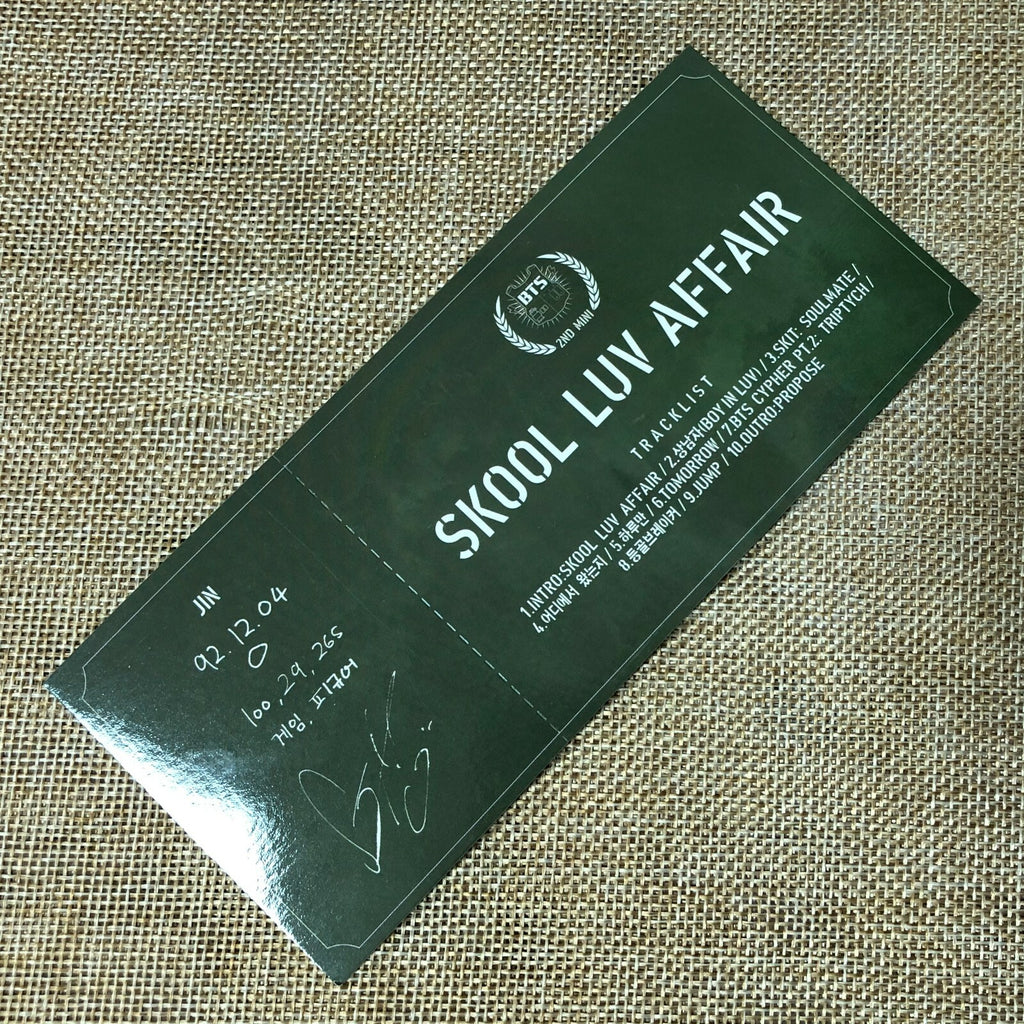 BTS
2ND MINI
SKOOL LUV AFFAIR
TRACKLIST
1.INTRO:SKOOL LUV AFFAIR / 2.상남자(BOY IN LUV) / 3.SKIT: SOULMATE /
4.어디에서 왔는지 / 5.하루만 / 6.TOMORROW / 7.BTS CYPHER PT.2: TRIPTYCH /
8.등골브레이커 / 9.JUMP / 10.OUTRO:PROPOSE
JIN
92.12.04
O
100, 29, 265
게임, 피규어